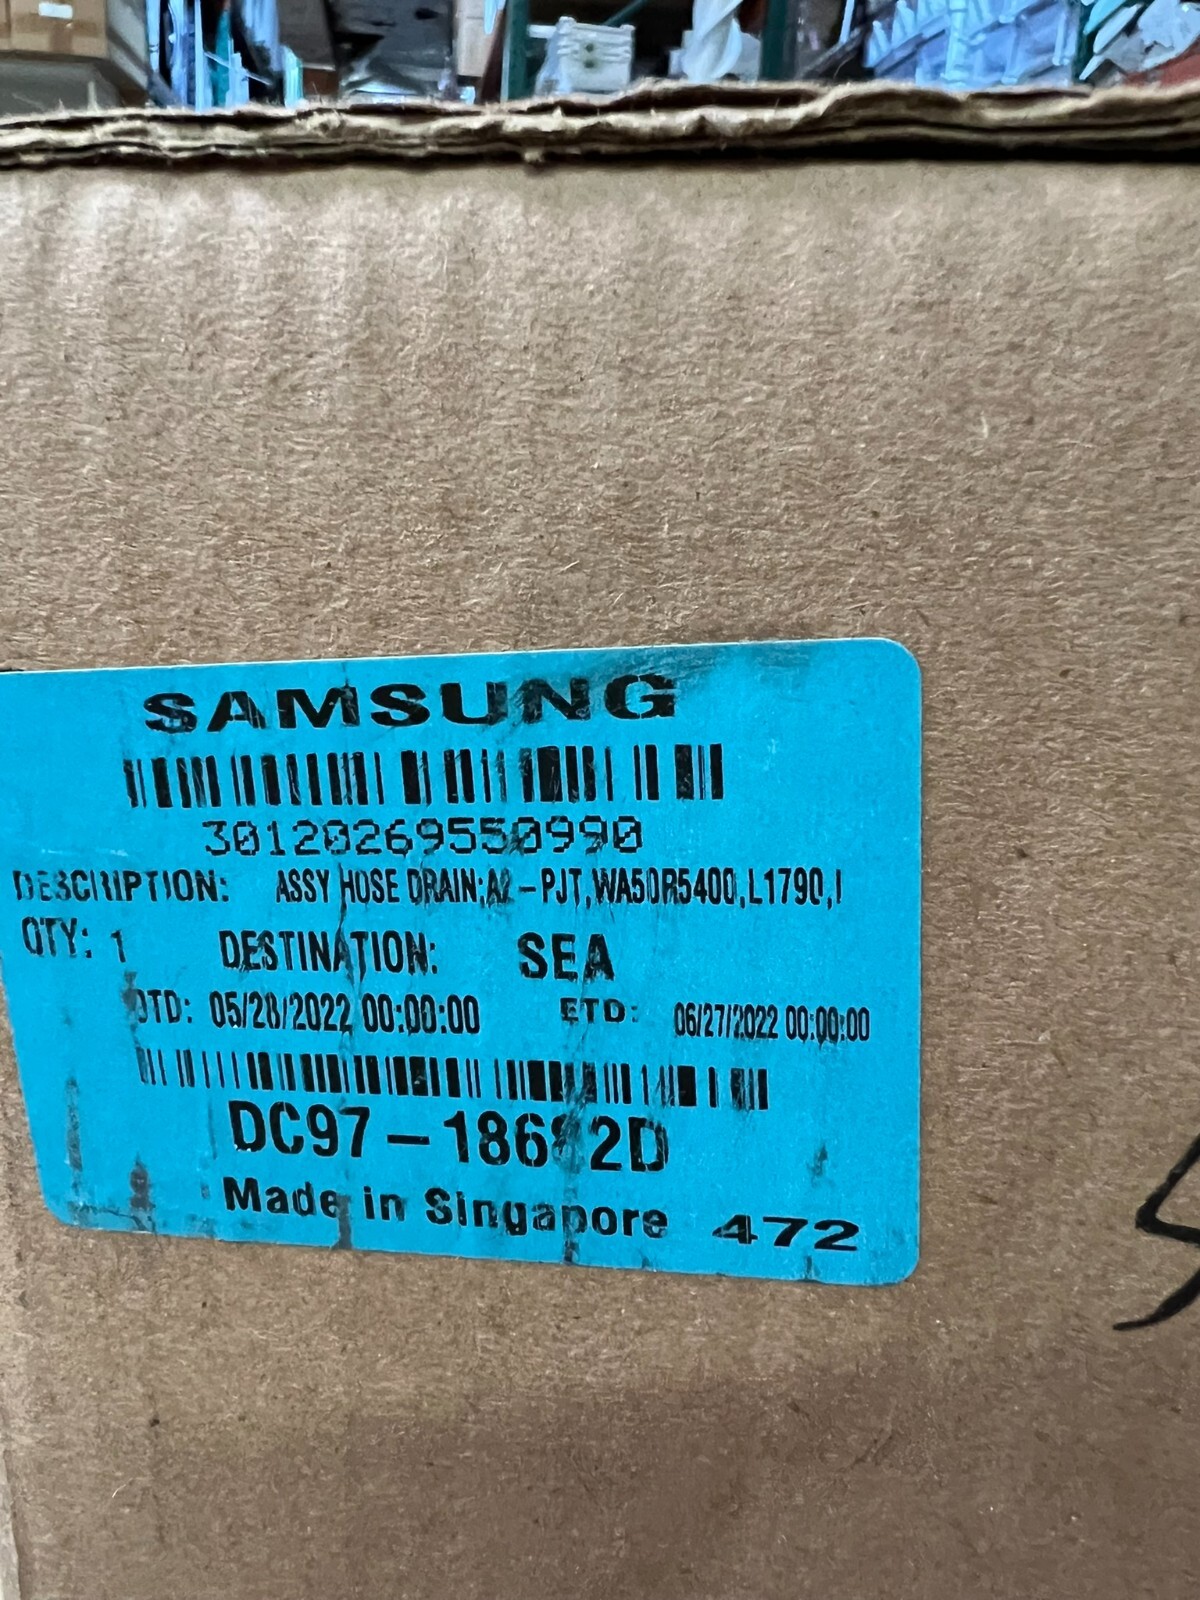 SAMSUNG
30120269550990
DESCRIPTION: ASSY HOSE DRAIN;A2-PJT,WA50R5400,L1790,I
QTY: 1 DESTINATION: SEA
OTD: 05/28/2022 00:00:00 ETD: 06/27/2022 00:00:00
Made in Singapore 472